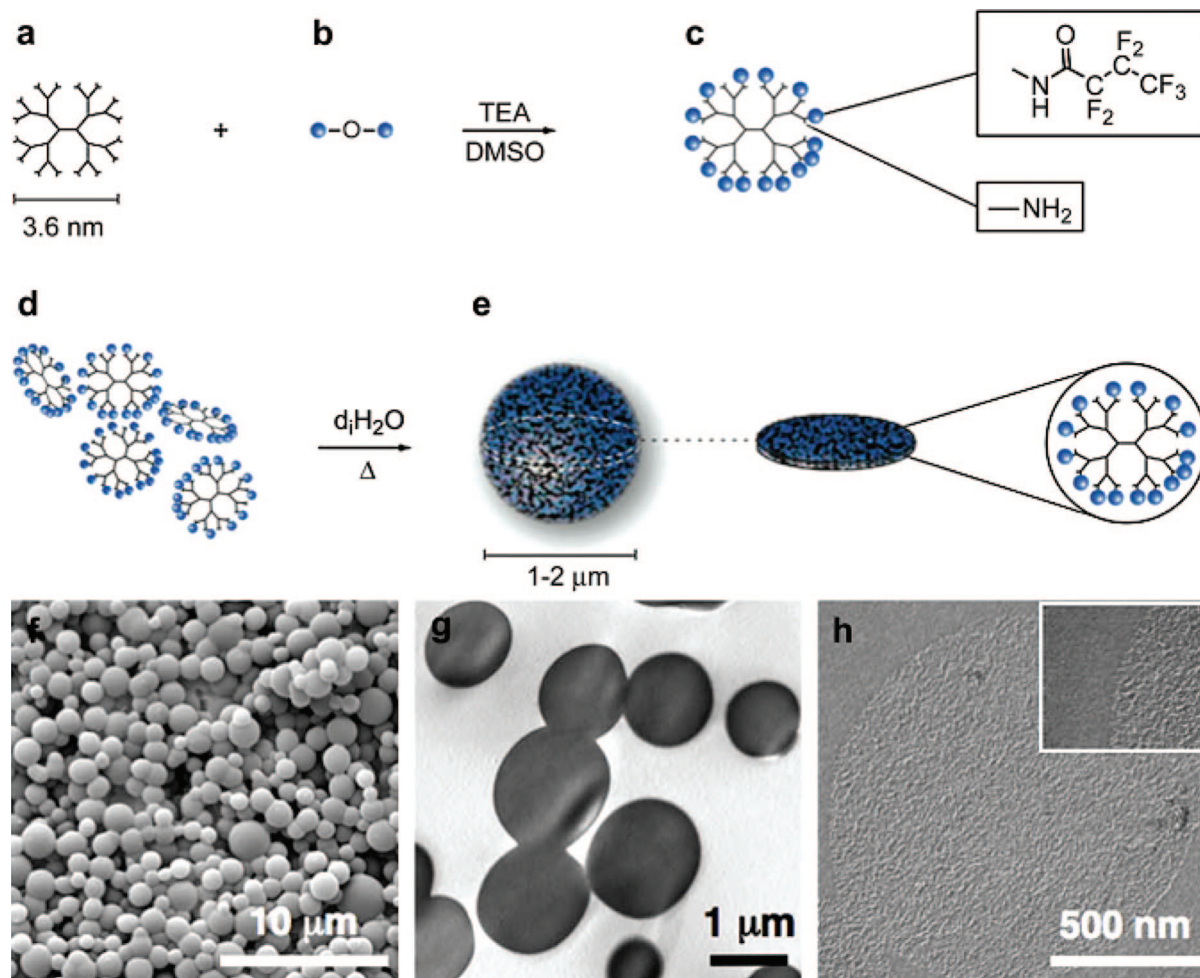 a
b
c
+
O
TEA
DMSO
3.6 nm
O
N
H
F2
C
C
F2
CF3
—NH2
d
e
diH2O
Δ
1-2 μm
f
g
h
10 μm
1 μm
500 nm